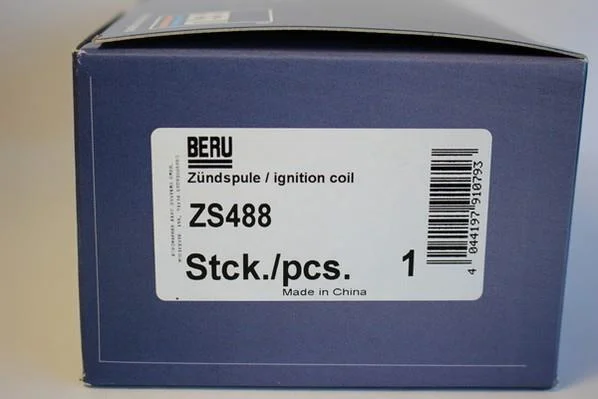 BERU
Zündspule / ignition coil
ZS488
Stck./pcs. 1
Made in China
4 044197 910793